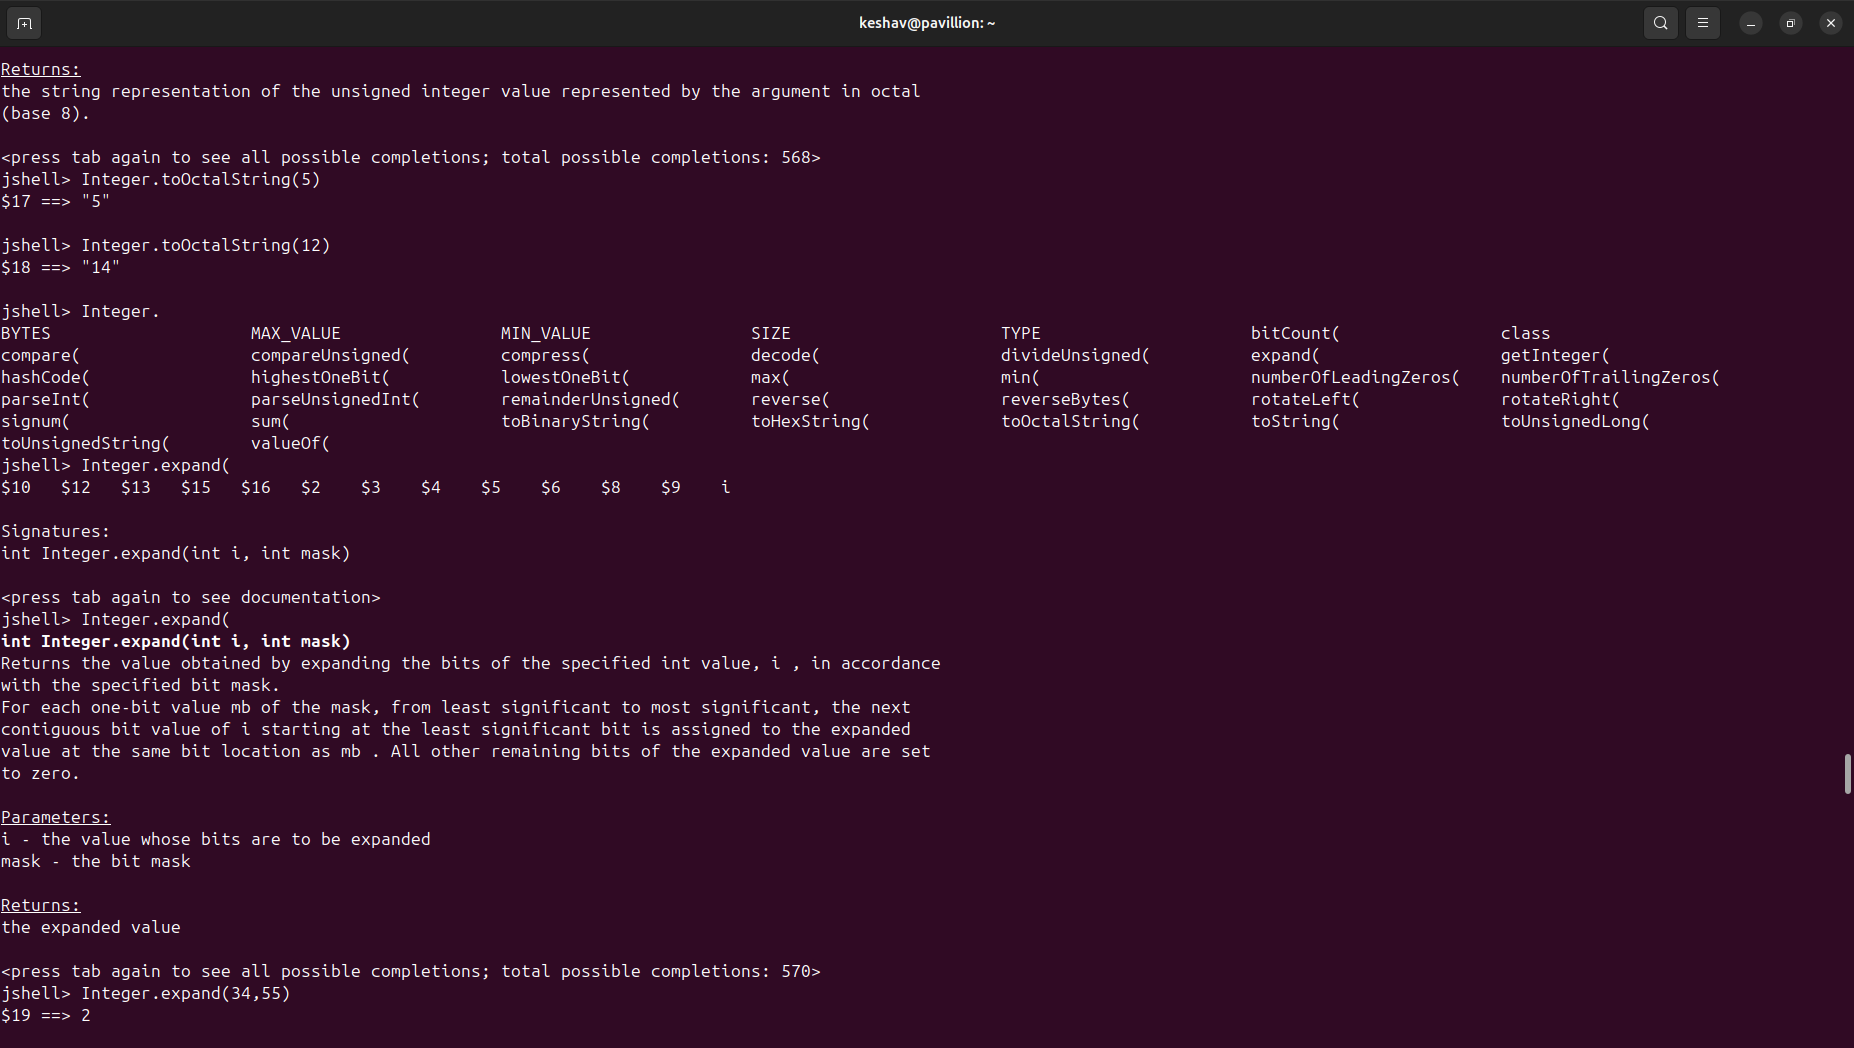 keshav@pavillion: ~
Returns:
the string representation of the unsigned integer value represented by the argument in octal
(base 8).
<press tab again to see all possible completions; total possible completions: 568>
jshell> Integer.toOctalString(5)
$17 ==> "5"
jshell> Integer.toOctalString(12)
$18 ==> "14"
jshell> Integer.
BYTES MAX_VALUE MIN_VALUE SIZE TYPE bitCount( class
compare( compareUnsigned( compress( decode( divideUnsigned( expand( getInteger(
hashCode( highestOneBit( lowestOneBit( max( min( numberOfLeadingZeros( numberOfTrailingZeros(
parseInt( parseUnsignedInt( remainderUnsigned( reverse( reverseBytes( rotateLeft( rotateRight(
signum( sum( toBinaryString( toHexString( toOctalString( toString( toUnsignedLong(
toUnsignedString( valueOf(
jshell> Integer.expand(
$10 $12 $13 $15 $16 $2 $3 $4 $5 $6 $8 $9 i
Signatures:
int Integer.expand(int i, int mask)
<press tab again to see documentation>
jshell> Integer.expand(
int Integer.expand(int i, int mask)
Returns the value obtained by expanding the bits of the specified int value, i , in accordance
with the specified bit mask.
For each one-bit value mb of the mask, from least significant to most significant, the next
contiguous bit value of i starting at the least significant bit is assigned to the expanded
value at the same bit location as mb . All other remaining bits of the expanded value are set
to zero.
Parameters:
i - the value whose bits are to be expanded
mask - the bit mask
Returns:
the expanded value
<press tab again to see all possible completions; total possible completions: 570>
jshell> Integer.expand(34,55)
$19 ==> 2